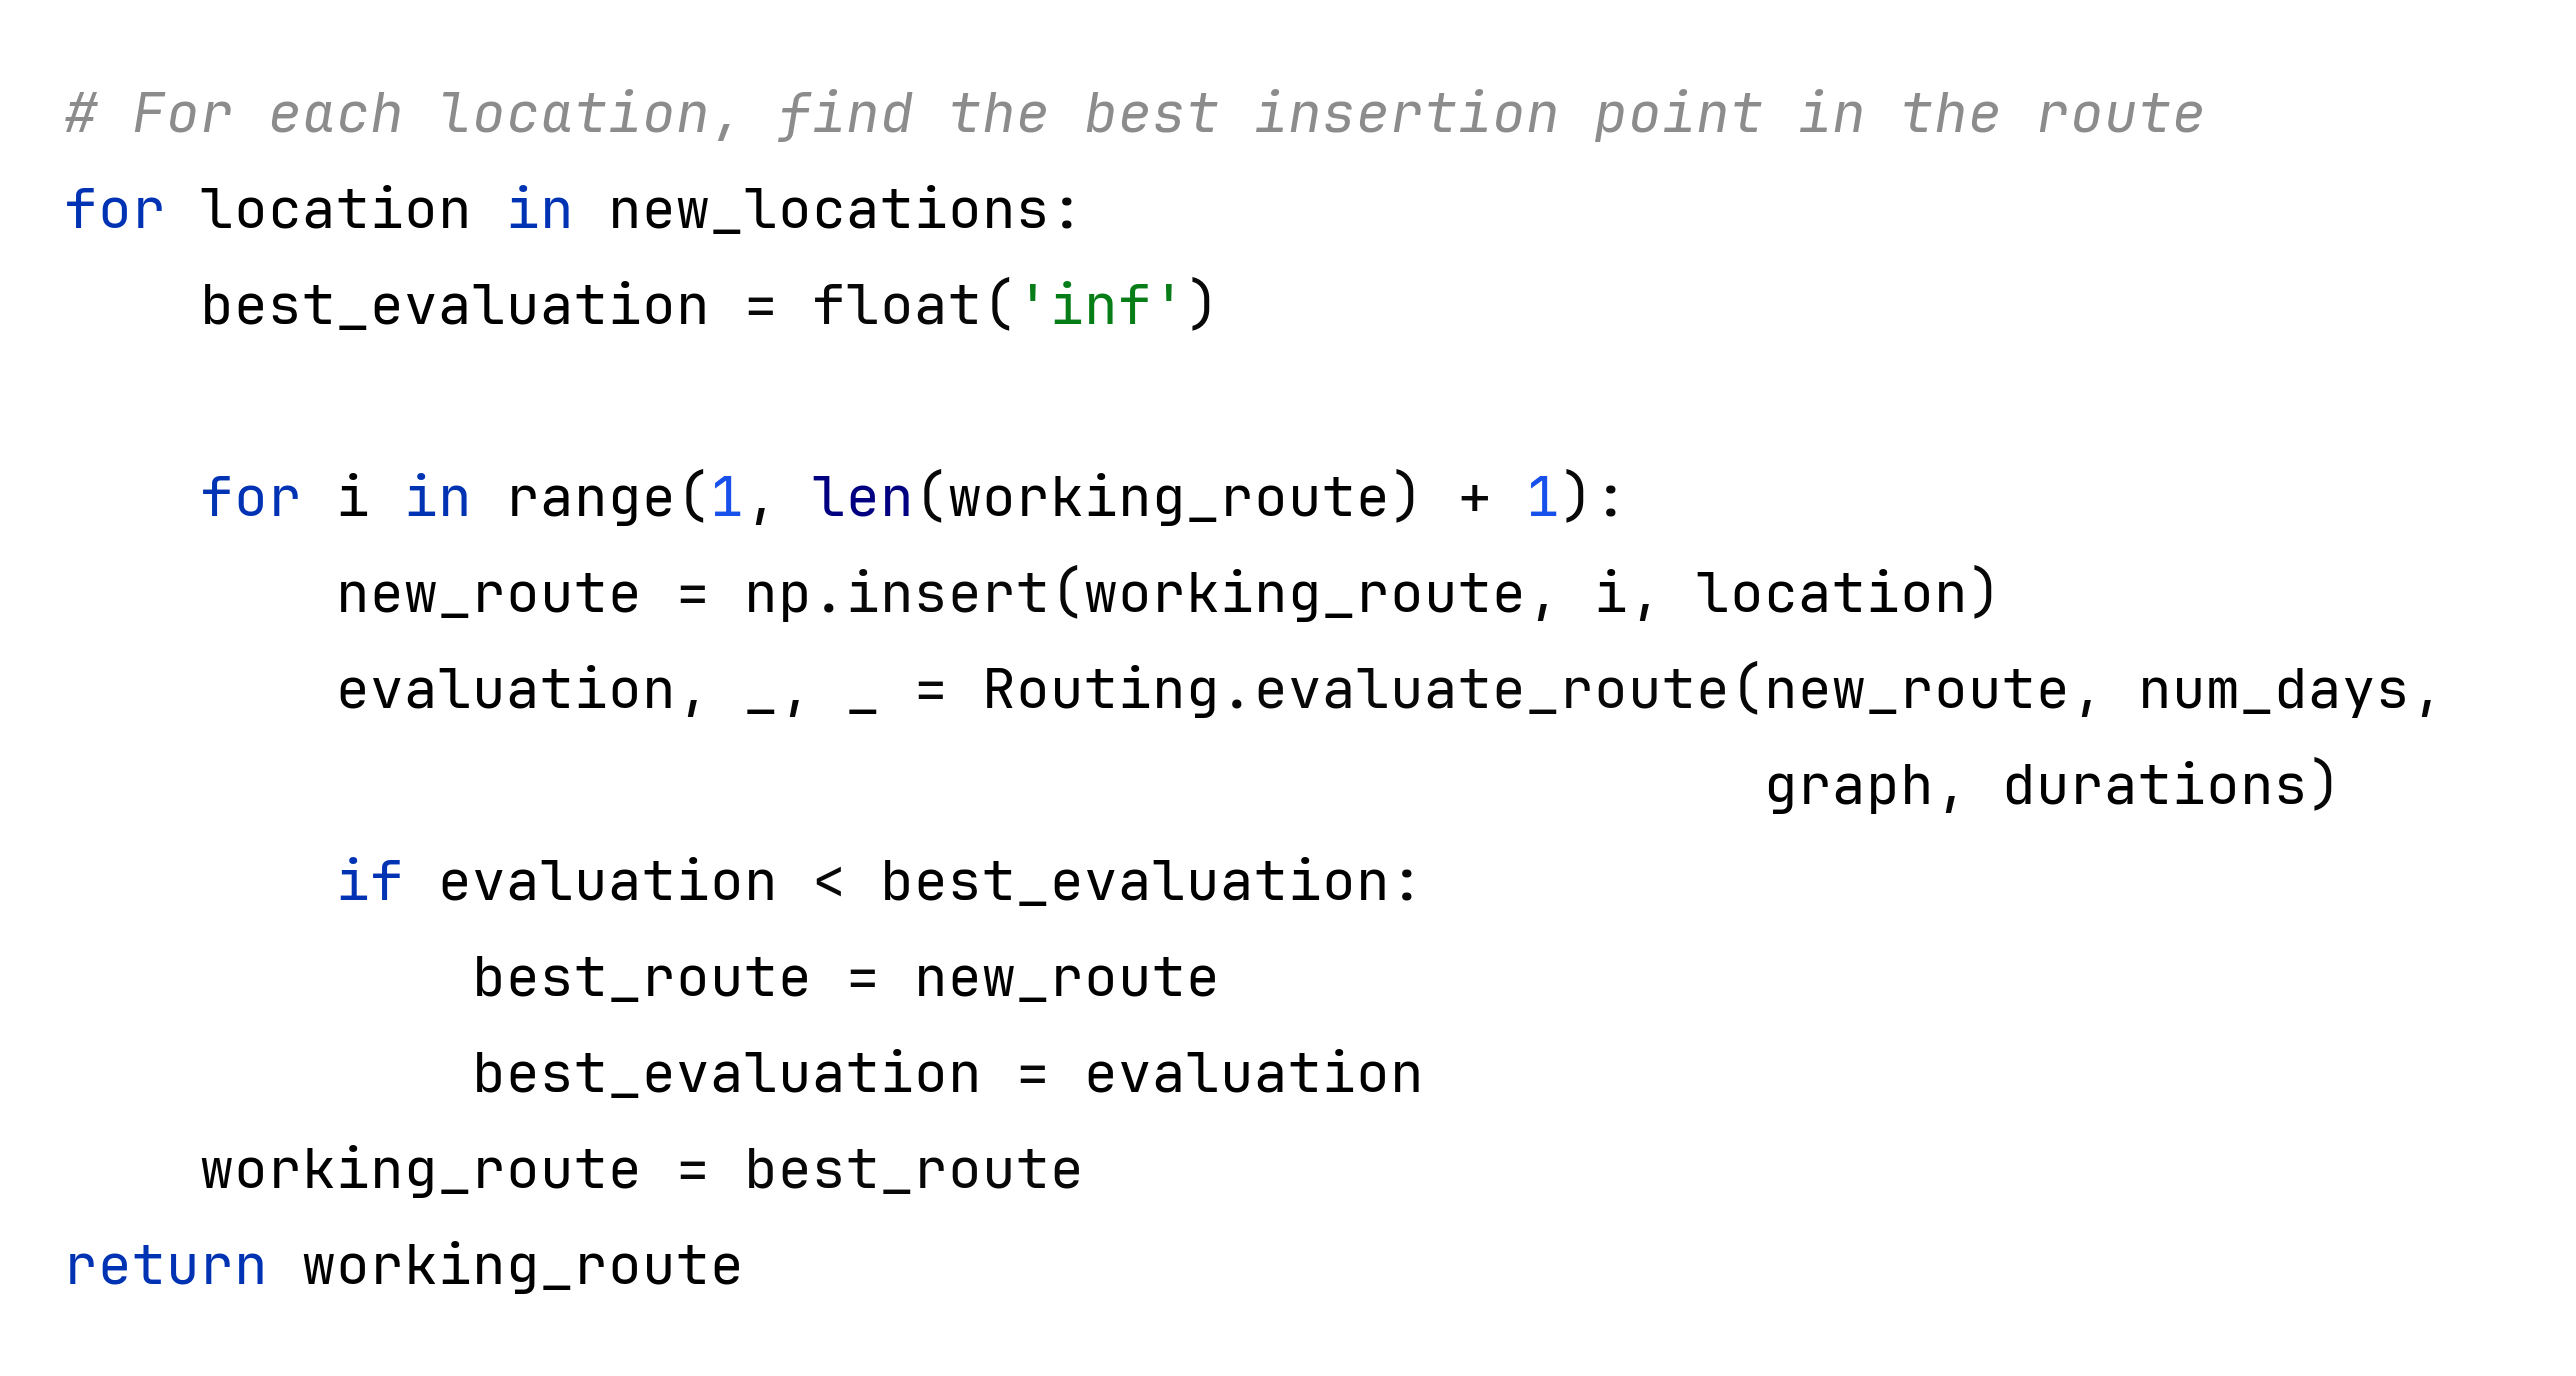 # For each location, find the best insertion point in the route
for location in new_locations:
    best_evaluation = float('inf')

    for i in range(1, len(working_route) + 1):
        new_route = np.insert(working_route, i, location)
        evaluation, _, _ = Routing.evaluate_route(new_route, num_days,
                                                  graph, durations)
        if evaluation < best_evaluation:
            best_route = new_route
            best_evaluation = evaluation
    working_route = best_route
return working_route